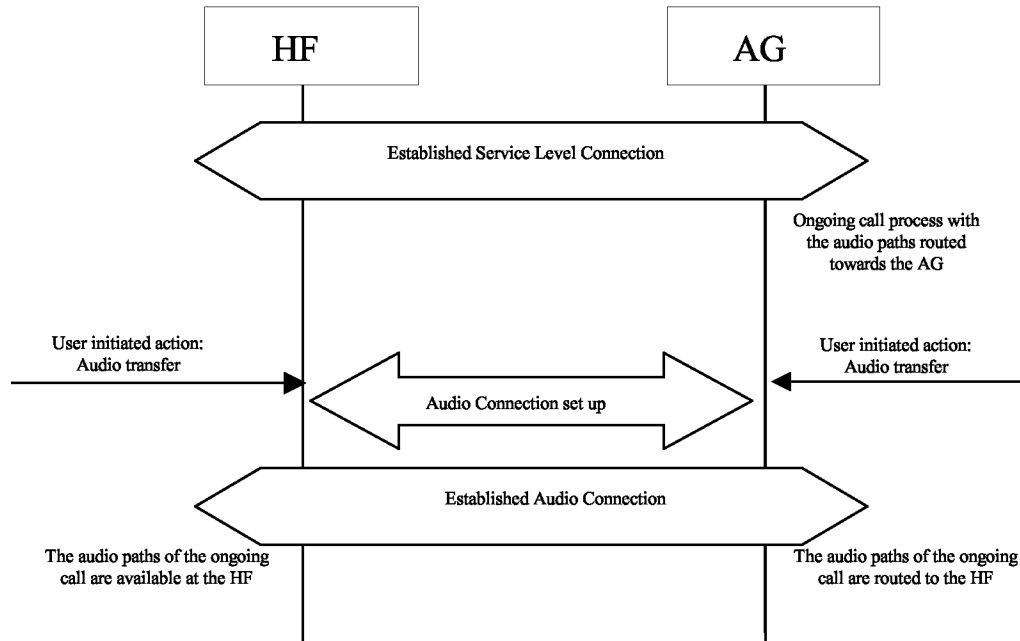 HF
AG
Established Service Level Connection
Ongoing call process with
the audio paths routed
towards the AG
User initiated action:
Audio transfer
User initiated action:
Audio transfer
Audio Connection set up
Established Audio Connection
The audio paths of the ongoing
call are available at the HF
The audio paths of the ongoing
call are routed to the HF